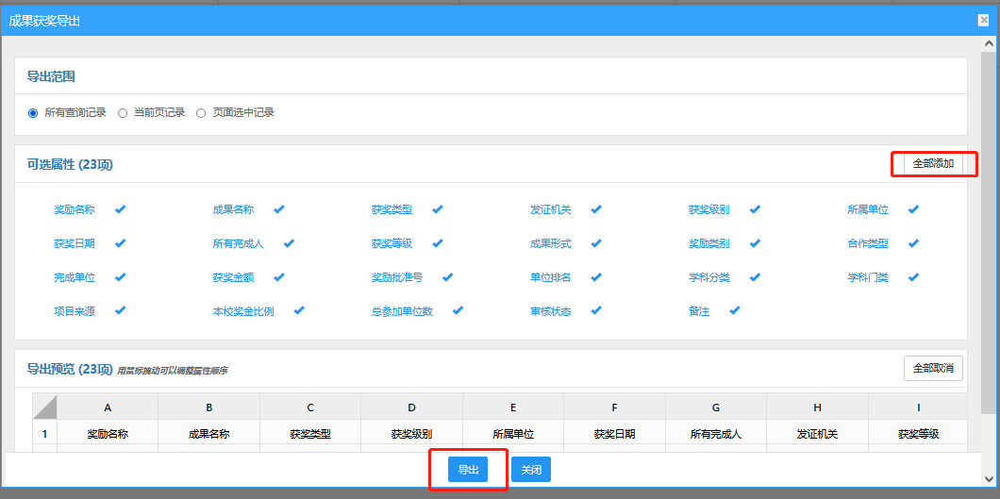 成果获奖导出
导出范围
所有查询记录 当前页记录 页面选中记录
可选属性 (23项) 全部添加
奖励名称 成果名称 获奖类型 发证机关 获奖级别 所属单位
获奖日期 所有完成人 获奖等级 成果形式 奖励类别 合作类型
完成单位 获奖金额 奖励批准号 单位排名 学科分类 学科门类
项目来源 本校奖金比例 总参加单位数 审核状态 备注
导出预览 (23项) 用鼠标拖动可以调整属性顺序 全部取消
A B C D E F G H I
1 奖励名称 成果名称 获奖类型 获奖级别 所属单位 获奖日期 所有完成人 发证机关 获奖等级
导出 关闭